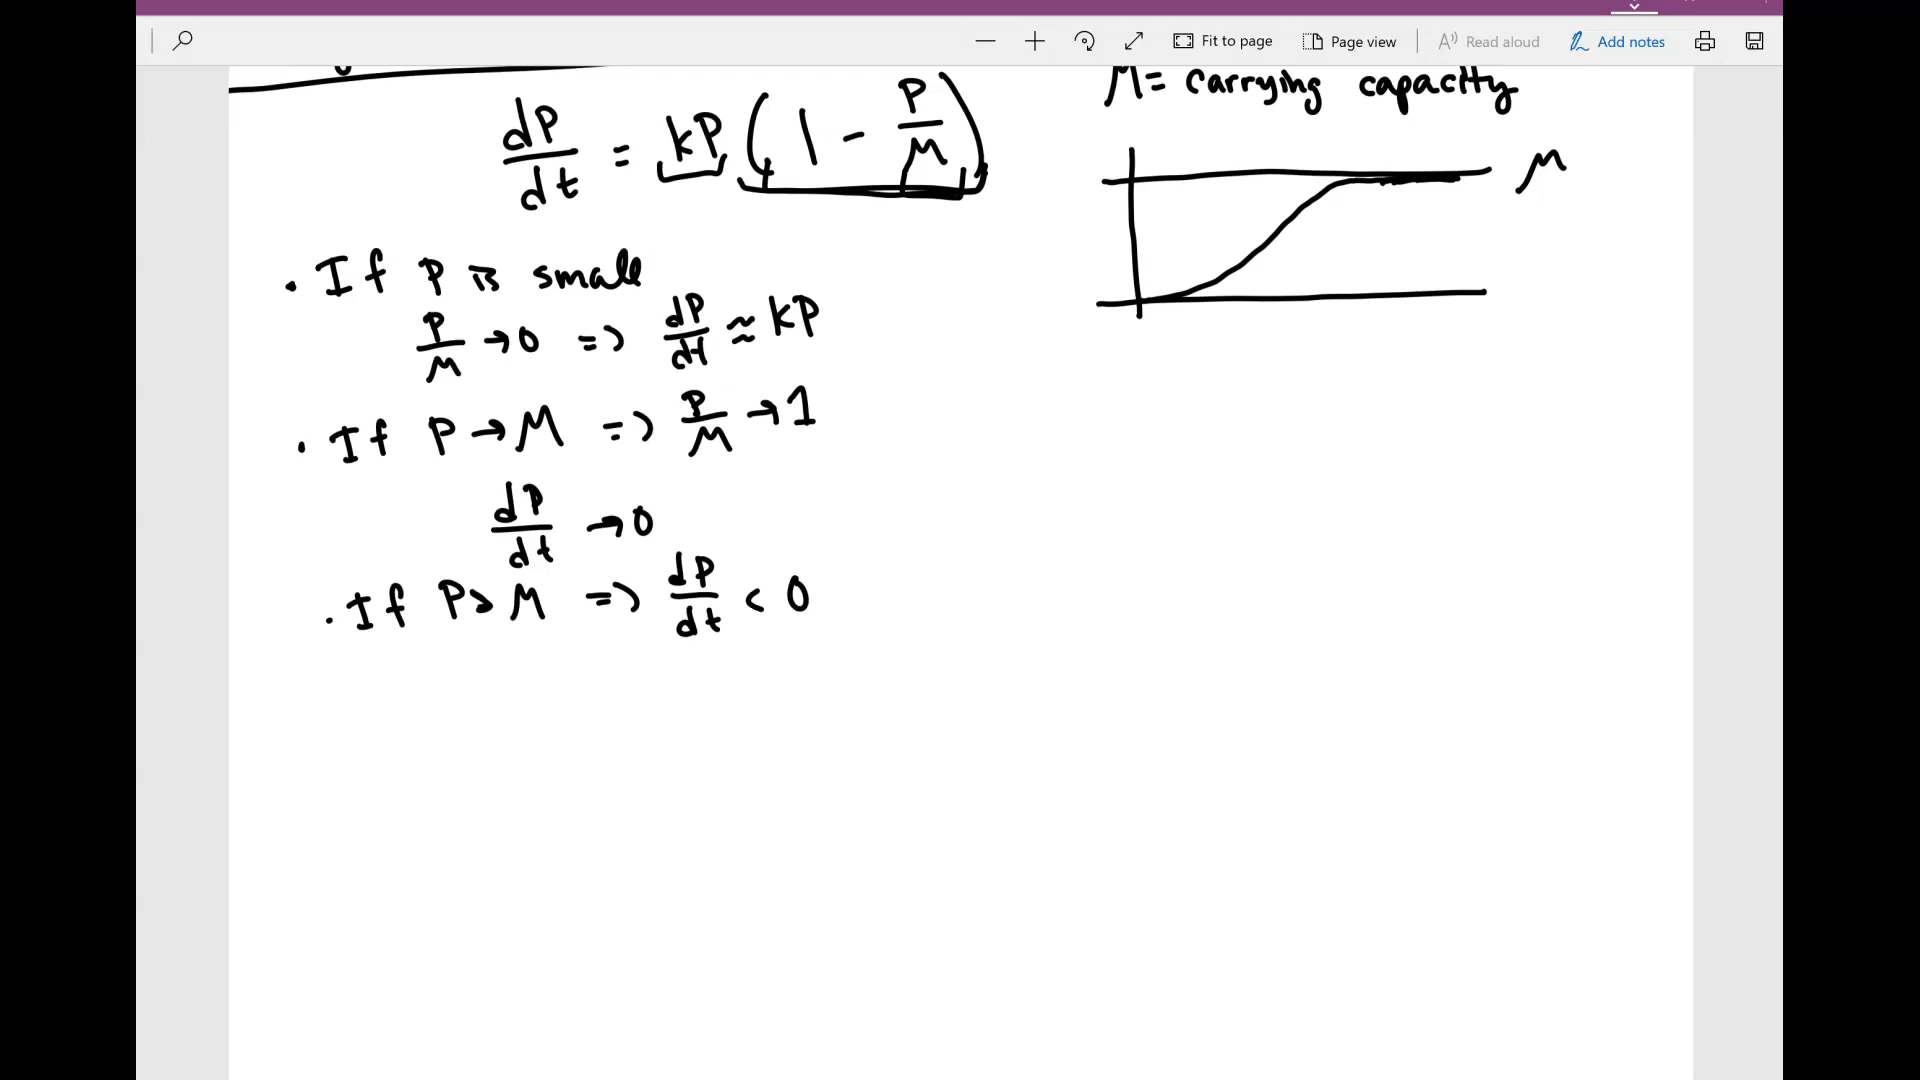 Fit to page
Page view
Read aloud
Add notes
M = carrying capacity
dP/dt = kP(1 - P/M)
M
· If P is small
P/M → 0 => dP/dt ≈ kP
· If P → M => P/M → 1
dP/dt → 0
· If P > M => dP/dt < 0